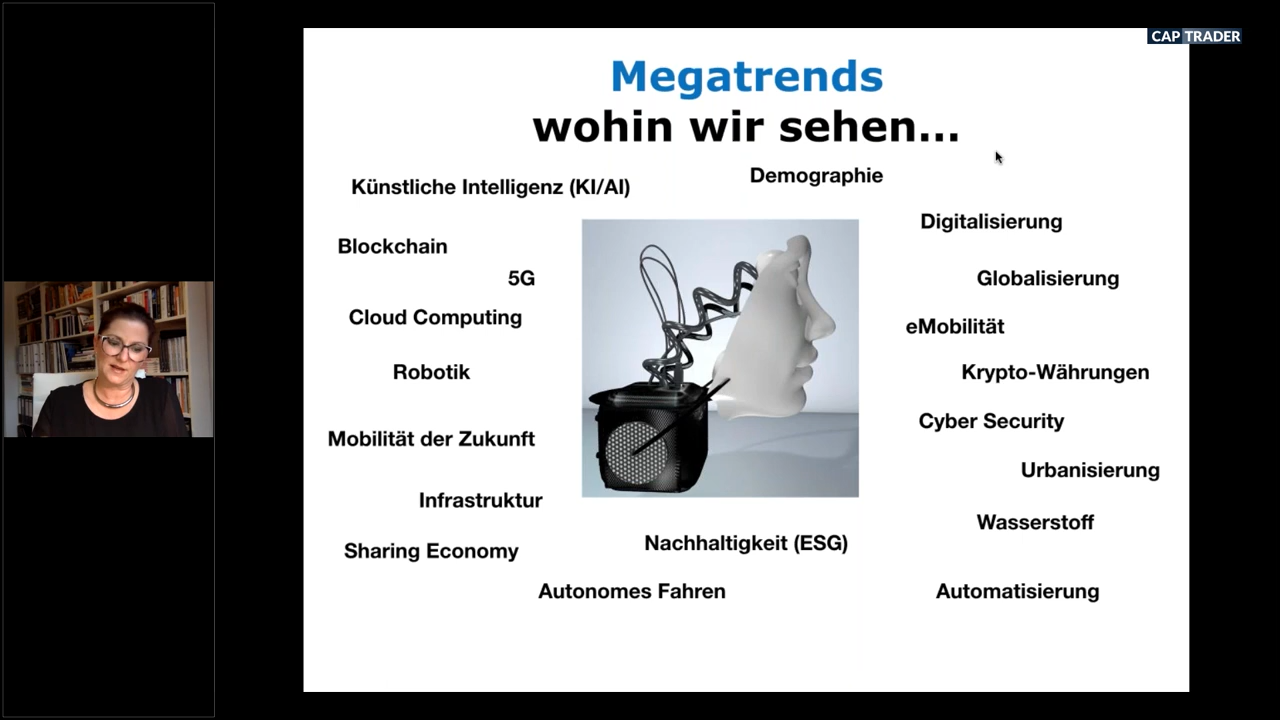 CAP TRADER
Megatrends
wohin wir sehen...
Demographie
Künstliche Intelligenz (KI/AI)
Digitalisierung
Blockchain
5G
Globalisierung
Cloud Computing
eMobilität
Robotik
Krypto-Währungen
Cyber Security
Mobilität der Zukunft
Urbanisierung
Infrastruktur
Wasserstoff
Nachhaltigkeit (ESG)
Sharing Economy
Autonomes Fahren
Automatisierung